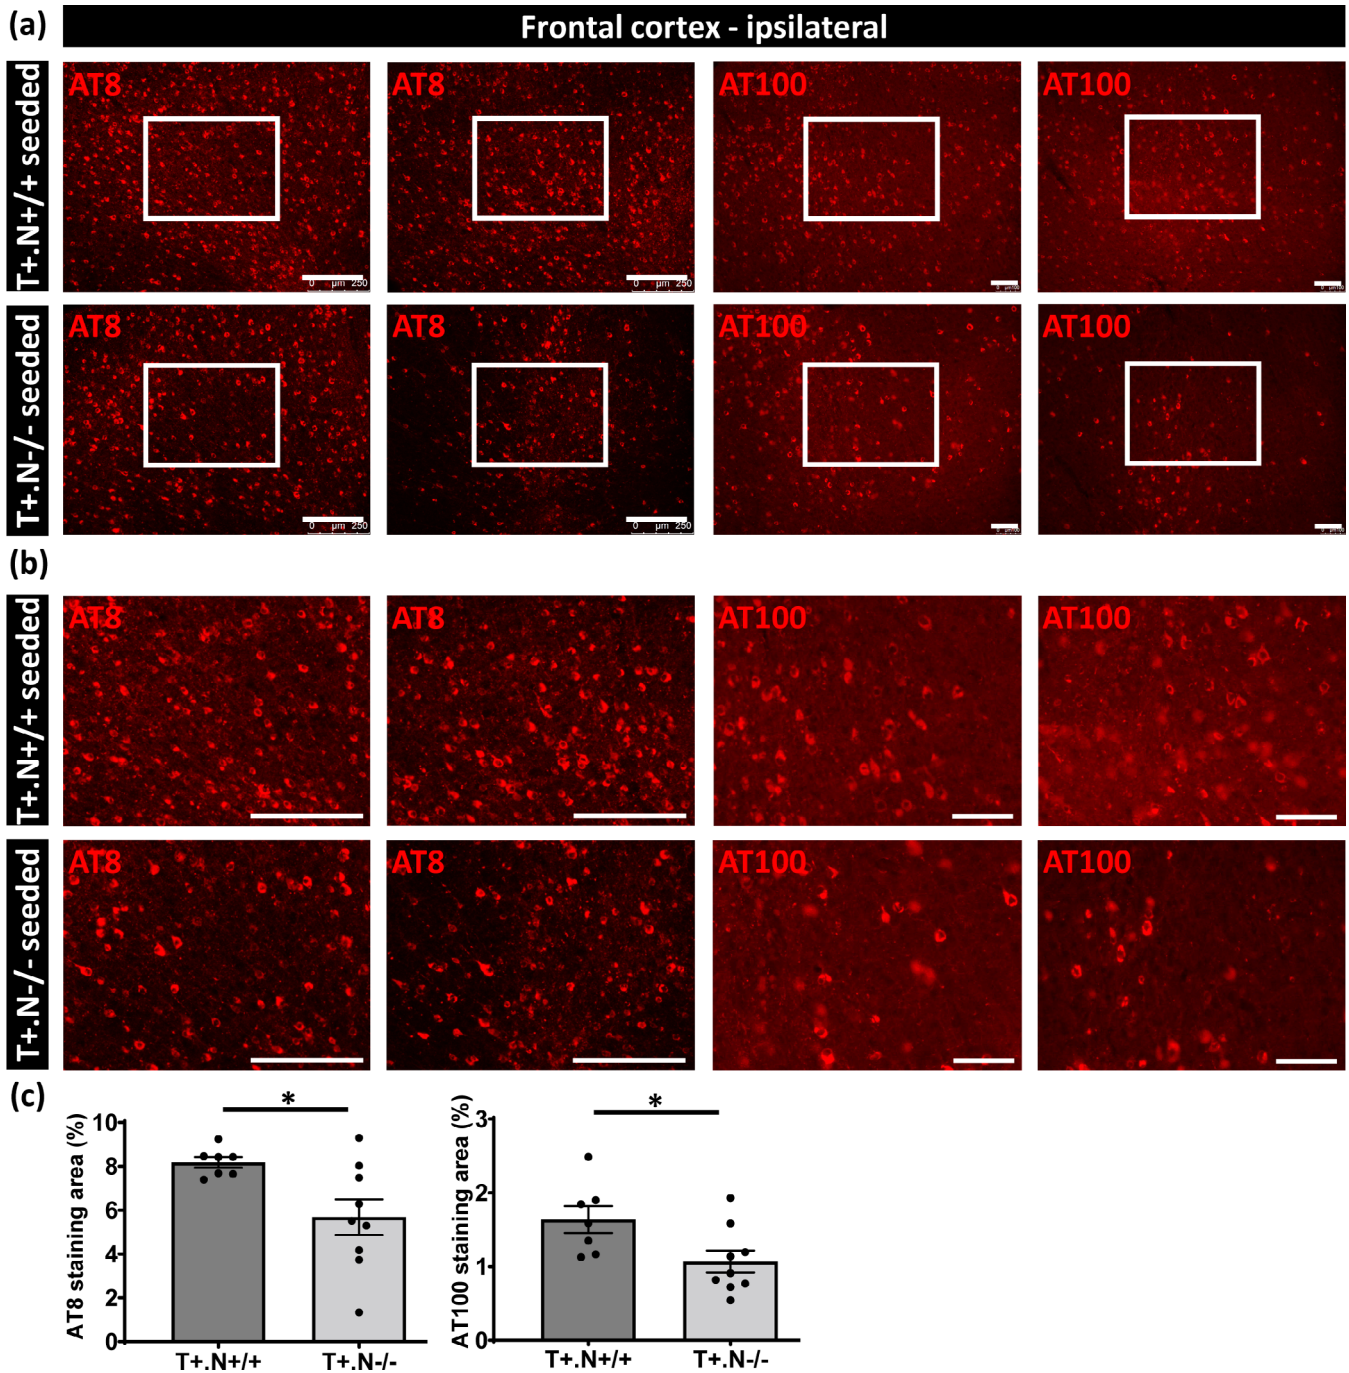 (a)
Frontal cortex - ipsilateral
T+.N+/+ seeded
AT8
AT8
AT100
AT100
0 µm 250
0 µm 250
T+.N-/- seeded
AT8
AT8
AT100
AT100
0 µm 250
0 µm 250
(b)
T+.N+/+ seeded
AT8
AT8
AT100
AT100
T+.N-/- seeded
AT8
AT8
AT100
AT100
(c)
AT8 staining area (%)
10
8
6
4
2
0
*
T+.N+/+
T+.N-/-
AT100 staining area (%)
3
2
1
0
*
T+.N+/+
T+.N-/-